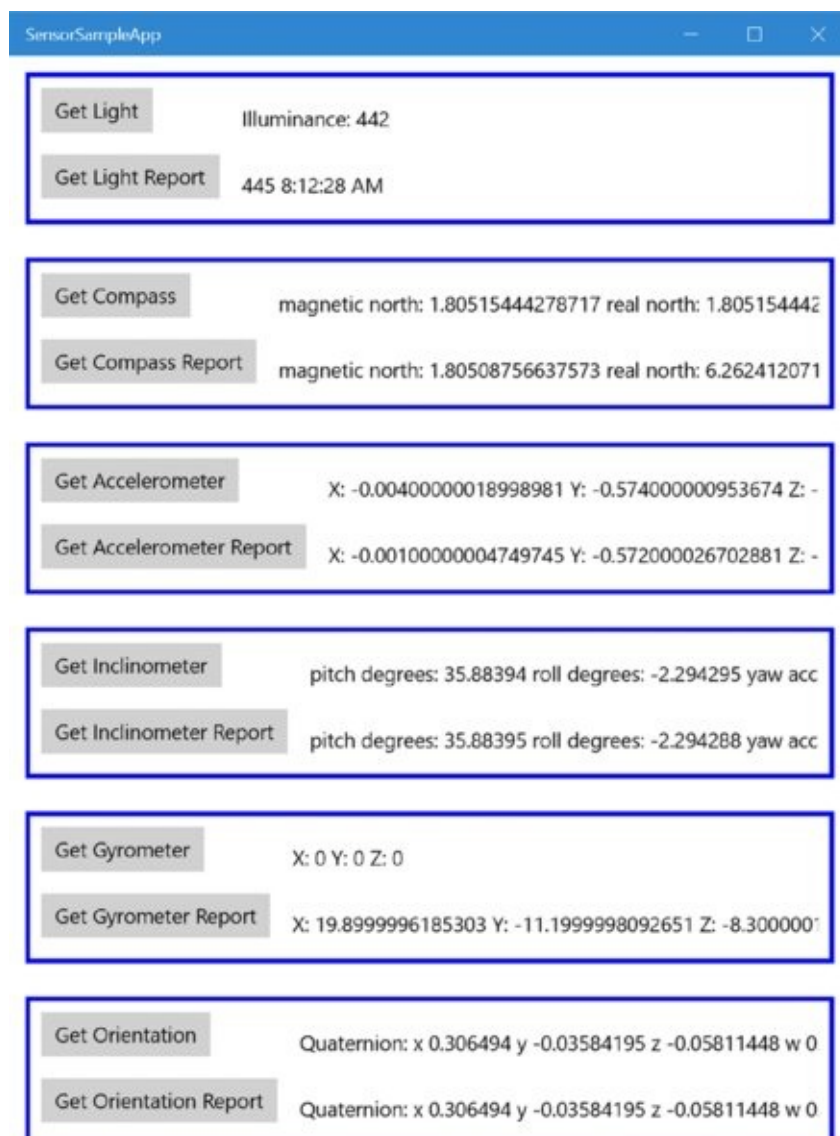 SensorSampleApp
Get Light
Illuminance: 442
Get Light Report
445 8:12:28 AM
Get Compass
magnetic north: 1.80515444278717 real north: 1.805154442
Get Compass Report
magnetic north: 1.80508756637573 real north: 6.262412071
Get Accelerometer
X: -0.00400000018998981 Y: -0.574000000953674 Z: -
Get Accelerometer Report
X: -0.00100000004749745 Y: -0.572000026702881 Z: -
Get Inclinometer
pitch degrees: 35.88394 roll degrees: -2.294295 yaw acc
Get Inclinometer Report
pitch degrees: 35.88395 roll degrees: -2.294288 yaw acc
Get Gyrometer
X: 0 Y: 0 Z: 0
Get Gyrometer Report
X: 19.8999996185303 Y: -11.1999998092651 Z: -8.3000001
Get Orientation
Quaternion: x 0.306494 y -0.03584195 z -0.05811448 w 0
Get Orientation Report
Quaternion: x 0.306494 y -0.03584195 z -0.05811448 w 0